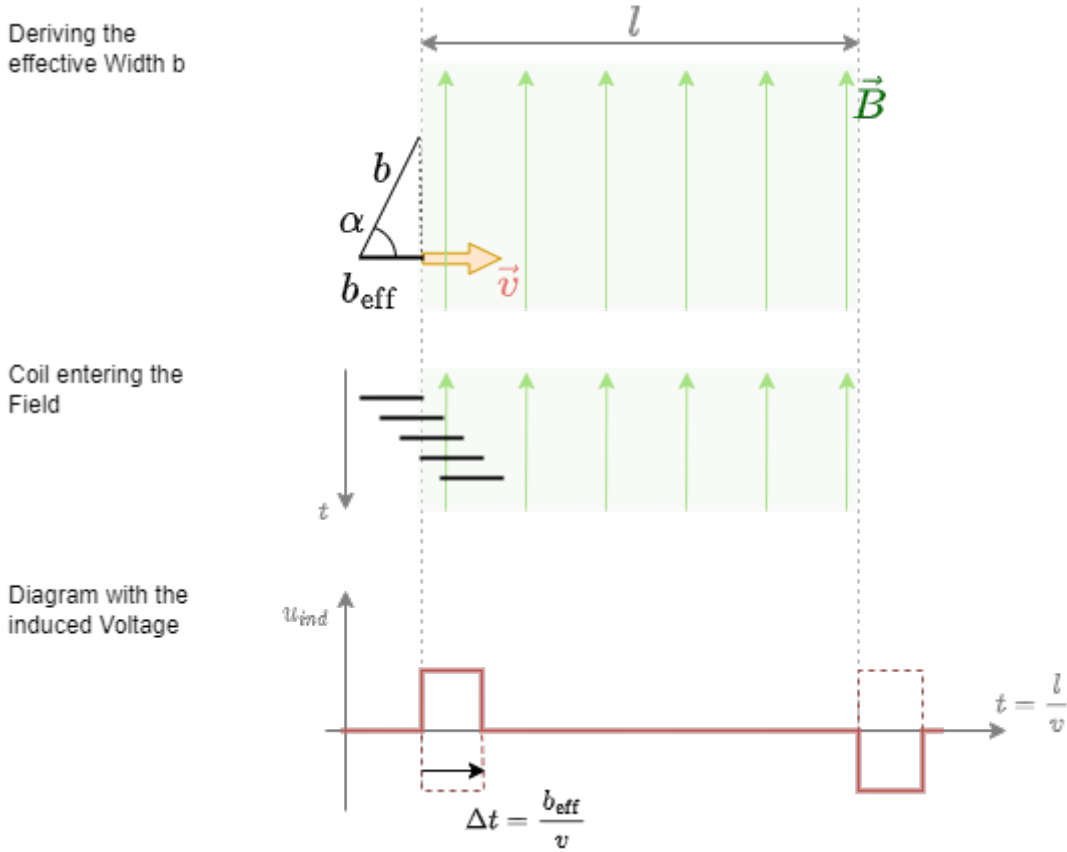 Deriving the
effective Width b
l
B⃗
b
α
b_eff
v⃗
Coil entering the
Field
t
Diagram with the
induced Voltage
u_ind
t = l/v
Δt = b_eff/v